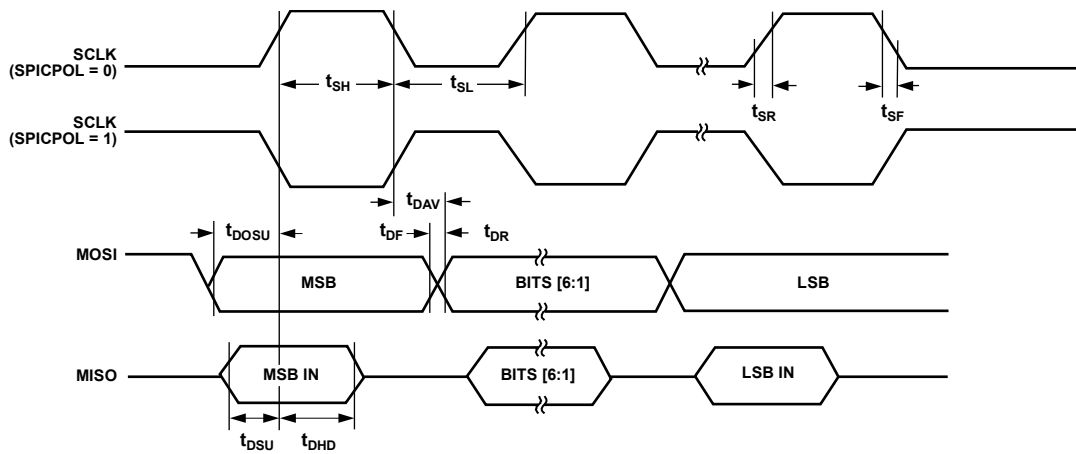 SCLK
(SPICPOL = 0)
tSH
tSL
tSR
tSF
SCLK
(SPICPOL = 1)
tDAV
tDOSU
tDF
tDR
MOSI
MSB
BITS [6:1]
LSB
MISO
MSB IN
BITS [6:1]
LSB IN
tDSU
tDHD